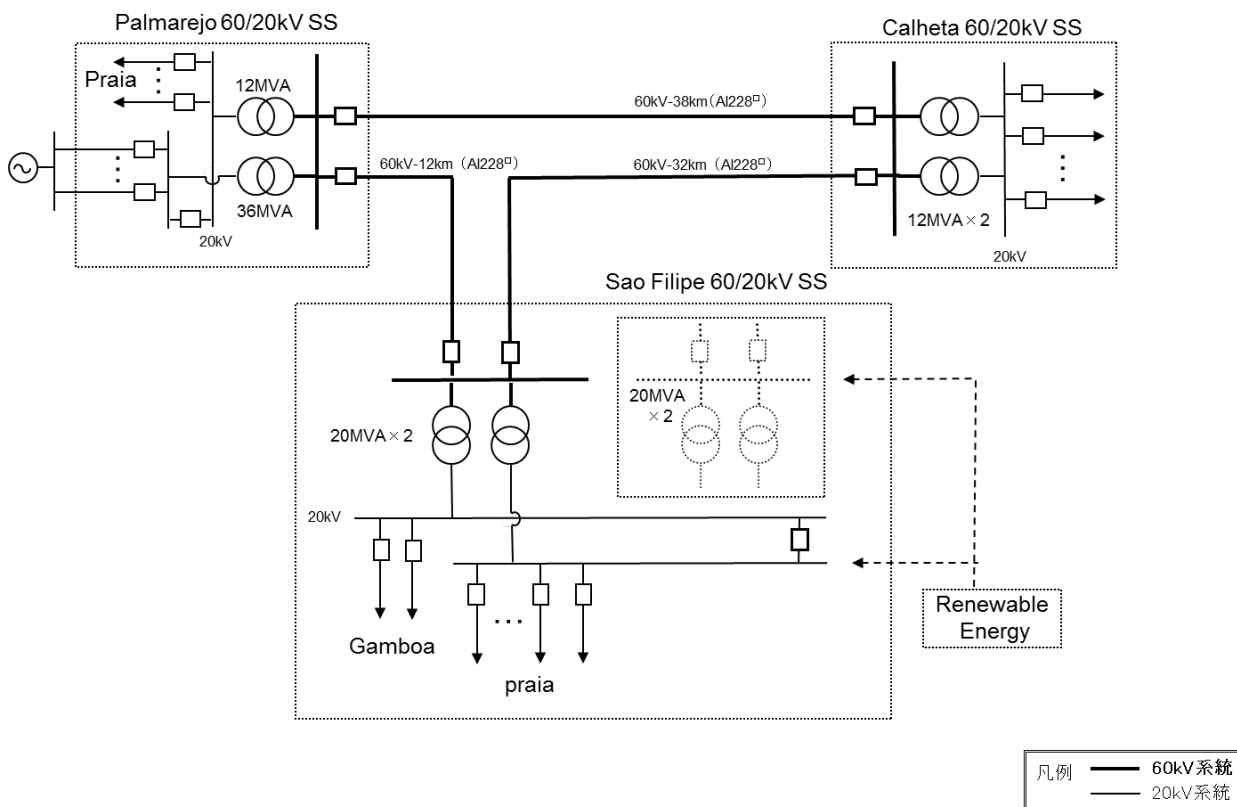 Palmarejo 60/20kV SS
Calheta 60/20kV SS
Praia
12MVA
60kV-38km（Al228□）
60kV-12km（Al228□）
60kV-32km（Al228□）
36MVA
12MVA×2
20kV
20kV
Sao Filipe 60/20kV SS
20MVA
×2
20MVA×2
20kV
Renewable
Energy
Gamboa
praia
凡例
60kV系統
20kV系統